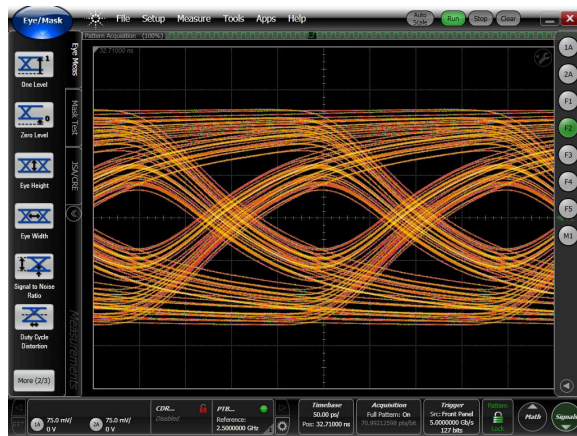 Eye/Mask
File Setup Measure Tools Apps Help
Auto Scale
Run
Stop
Clear
Pattern Acquisition (100%)
32.71000 ns
Eye Meas
Mask Test
JSA/CRE
One Level
Zero Level
Eye Height
Eye Width
Signal to Noise
Ratio
Duty Cycle
Distortion
More (2/3)
Measurements
1A
2A
F1
F2
F3
F4
F5
M1
1A 75.0 mV/
0 V
2A 75.0 mV/
0 V
CDR...
Disabled
PTB...
Reference:
2.5000000 GHz
Timebase
50.00 ps/
Pos: 32.71000 ns
Acquisition
Full Pattern: On
70.99212598 pts/bit
Trigger
Src: Front Panel
5.0000000 Gb/s
127 bits
Pattern
Lock
Math
Signals